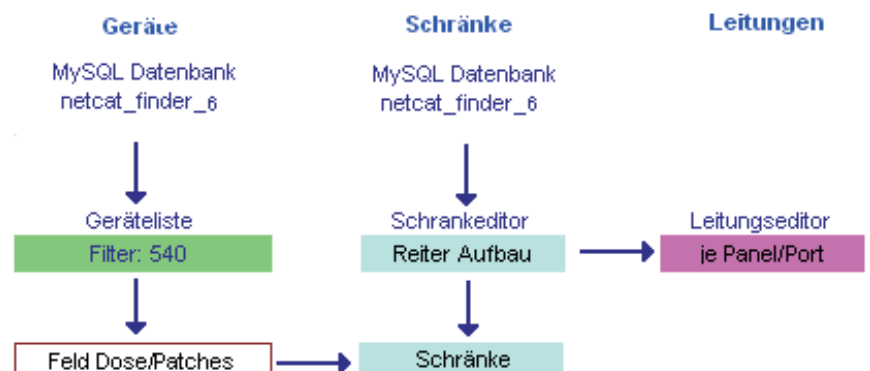 Geräte
Schränke
Leitungen
MySQL Datenbank
netcat_finder_6
MySQL Datenbank
netcat_finder_6
Geräteliste
Schrankeditor
Leitungseditor
Filter: 540
Reiter Aufbau
je Panel/Port
Feld Dose/Patches
Schränke